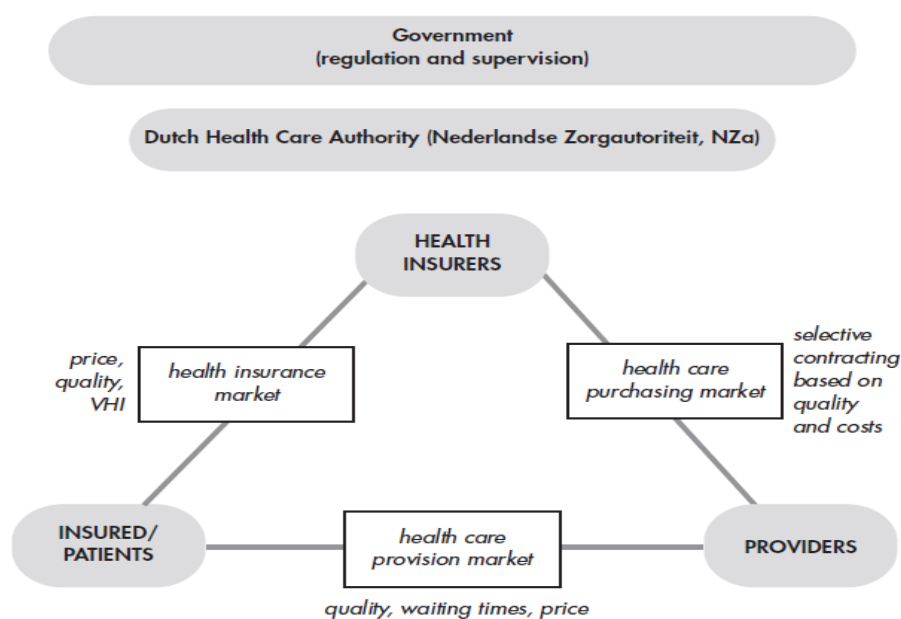 Government
(regulation and supervision)
Dutch Health Care Authority (Nederlandse Zorgautoriteit, NZa)
HEALTH
INSURERS
price,
quality,
VHI
health insurance
market
health care
purchasing market
selective
contracting
based on
quality
and costs
INSURED/
PATIENTS
health care
provision market
PROVIDERS
quality, waiting times, price